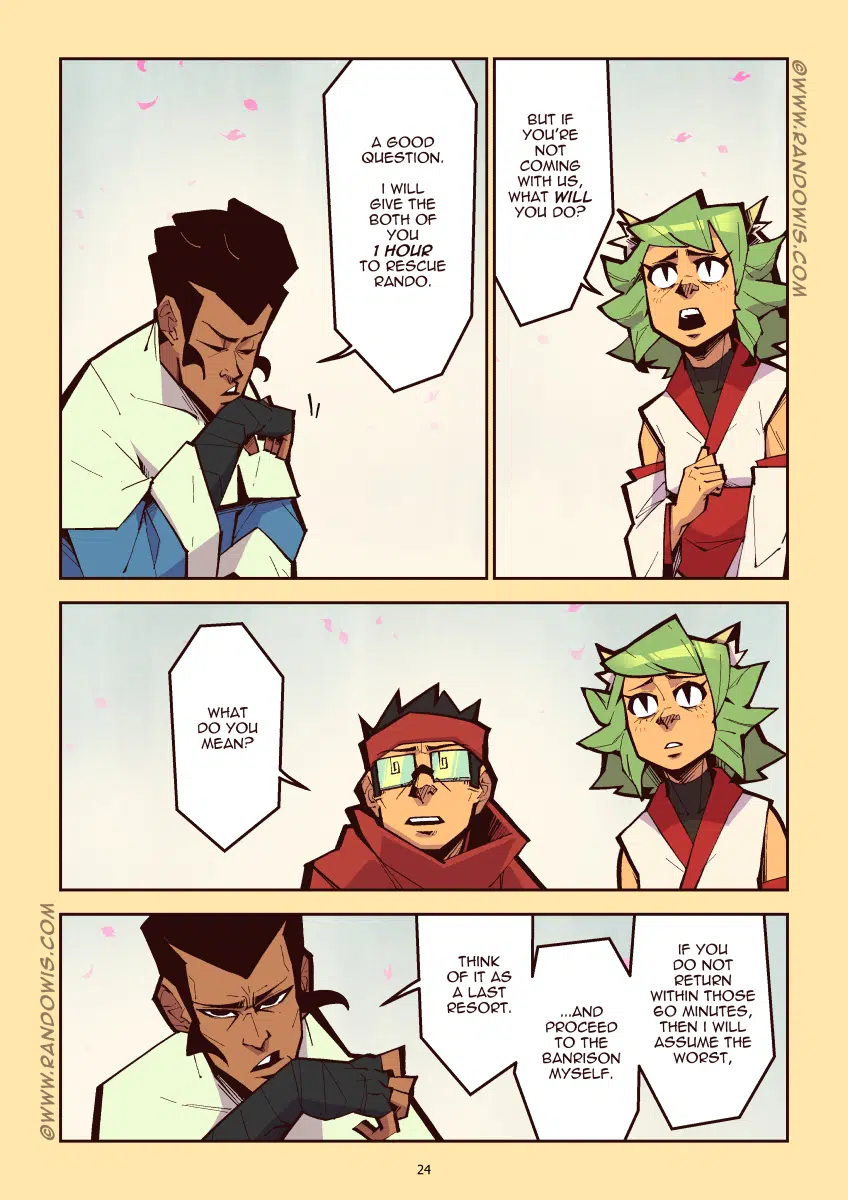 BUT IF
YOU'RE
NOT
COMING
WITH US,
WHAT WILL
YOU DO?
A GOOD
QUESTION.
I WILL
GIVE THE
BOTH OF
YOU
1 HOUR
TO RESCUE
RANDO.
©WWW.RANDOWIS.COM
WHAT
DO YOU
MEAN?
IF YOU
DO NOT
RETURN
WITHIN THOSE
60 MINUTES,
THEN I WILL
ASSUME THE
WORST,
...AND
PROCEED
TO THE
BANRISON
MYSELF.
THINK
OF IT AS
A LAST
RESORT.
©WWW.RANDOWIS.COM
24